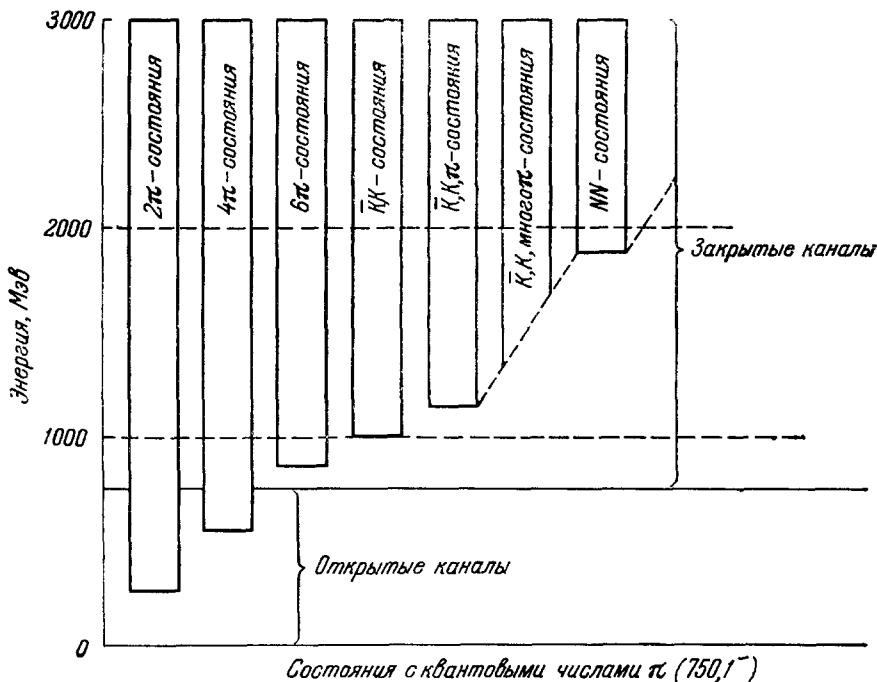 3000
2000
1000
0
Энергия, Мэв
2π-состояния
4π-состояния
6π-состояния
K̄,K-состояния
K̄,K,π-состояния
K̄,K,многоπ-состояния
NN-состояния
Закрытые каналы
Открытые каналы
Состояния с квантовыми числами π (750,1⁻)